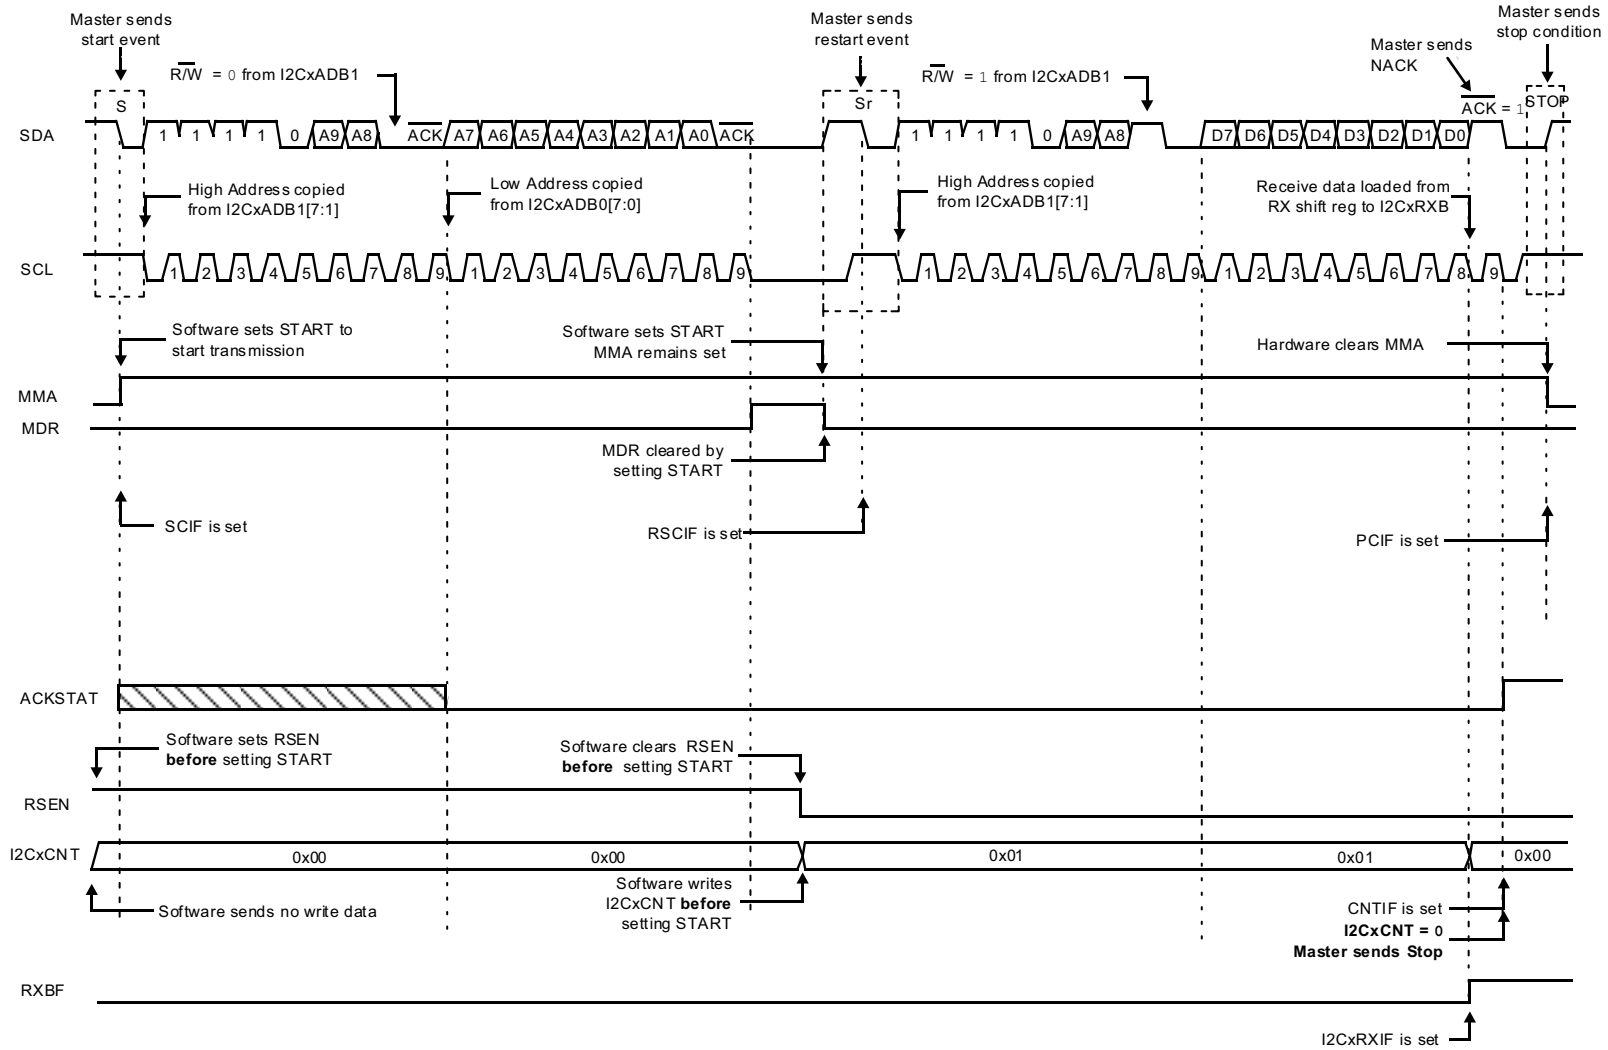 Master sends
start event
Master sends
restart event
Master sends
stop condition
Master sends
NACK
R/W = 0 from I2CxADB1
R/W = 1 from I2CxADB1
S
Sr
ACK = 1
STOP
SDA
1 1 1 1 0 A9 A8 ACK A7 A6 A5 A4 A3 A2 A1 A0 ACK
1 1 1 1 0 A9 A8 D7 D6 D5 D4 D3 D2 D1 D0
High Address copied
from I2CxADB1[7:1]
Low Address copied
from I2CxADB0[7:0]
High Address copied
from I2CxADB1[7:1]
Receive data loaded from
RX shift reg to I2CxRXB
SCL
1 2 3 4 5 6 7 8 9 1 2 3 4 5 6 7 8 9
1 2 3 4 5 6 7 8 9 1 2 3 4 5 6 7 8 9
Software sets START to
start transmission
Software sets START
MMA remains set
Hardware clears MMA
MMA
MDR
MDR cleared by
setting START
SCIF is set
RSCIF is set
PCIF is set
ACKSTAT
Software sets RSEN
before setting START
Software clears RSEN
before setting START
RSEN
I2CxCNT
0x00
0x00
0x01
0x01
0x00
Software sends no write data
Software writes
I2CxCNT before
setting START
CNTIF is set
I2CxCNT = 0
Master sends Stop
RXBF
I2CxRXIF is set